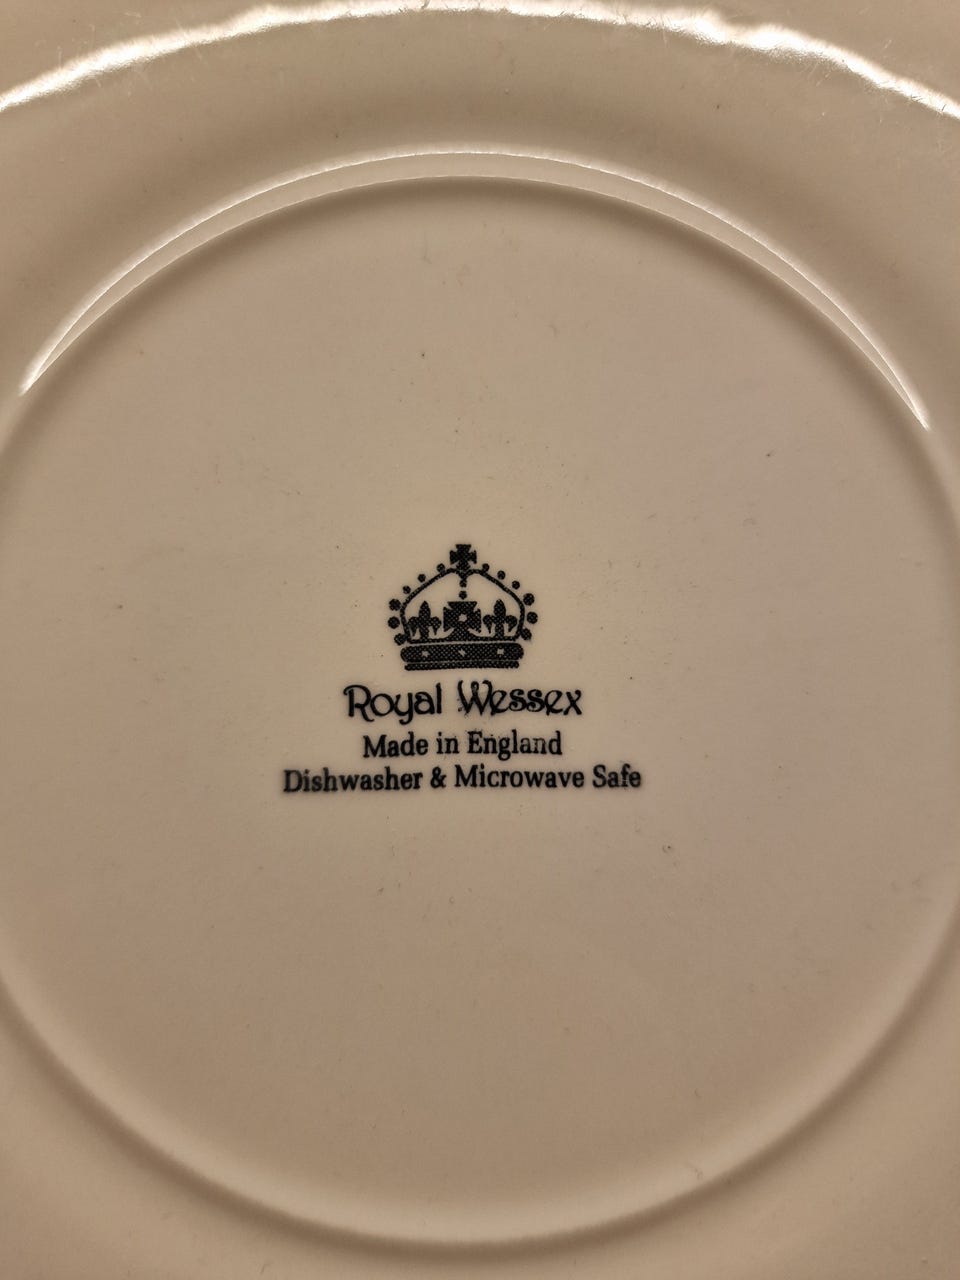 Royal Wessex
Made in England
Dishwasher & Microwave Safe